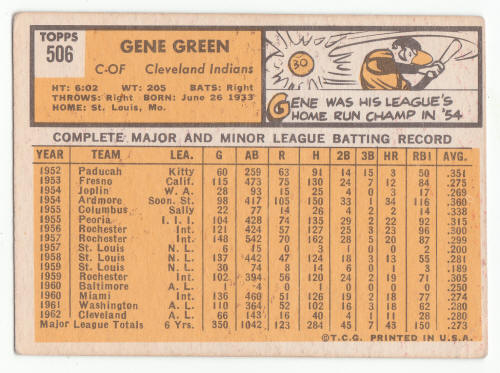 TOPPS
506
GENE GREEN
C-OF Cleveland Indians
HT: 6:02 WT: 205 BATS: Right
THROWS: Right BORN: June 26 1933
HOME: St. Louis, Mo.
30
GENE WAS HIS LEAGUE'S
HOME RUN CHAMP IN '54
COMPLETE MAJOR AND MINOR LEAGUE BATTING RECORD
YEAR TEAM LEA. G AB R H 2B 3B HR RBI AVG.
1952 Paducah Kitty 60 259 63 91 14 15 3 50 .351
1953 Fresno Calif. 115 473 75 130 24 7 12 84 .275
1954 Joplin W. A. 28 93 15 25 4 0 3 17 .269
1954 Ardmore Soon. St. 98 417 105 150 33 1 34 116 .360
1955 Columbus Sally 22 77 14 26 4 2 2 14 .338
1955 Peoria I. I. I. 104 428 74 135 29 2 22 92 .315
1956 Rochester Int. 121 424 57 127 15 3 23 96 .300
1957 Rochester Int. 148 542 70 162 28 5 20 87 .299
1957 St. Louis N. L. 6 15 0 3 1 0 0 2 .200
1958 St. Louis N. L. 137 442 47 124 18 3 13 55 .281
1959 St. Louis N. L. 30 74 8 14 6 0 1 3 .189
1959 Rochester Int. 102 394 56 120 24 2 19 71 .305
1960 Baltimore A. L. 1 4 0 1 0 0 0 0 .250
1960 Miami Int. 136 460 51 126 11 2 18 77 .274
1961 Washington A. L. 110 364 52 102 16 3 18 62 .280
1962 Cleveland A. L. 66 143 16 40 4 1 11 28 .280
Major League Totals 6 Yrs. 350 1042 123 284 45 7 43 150 .273
©T.C.G. PRINTED IN U.S.A.